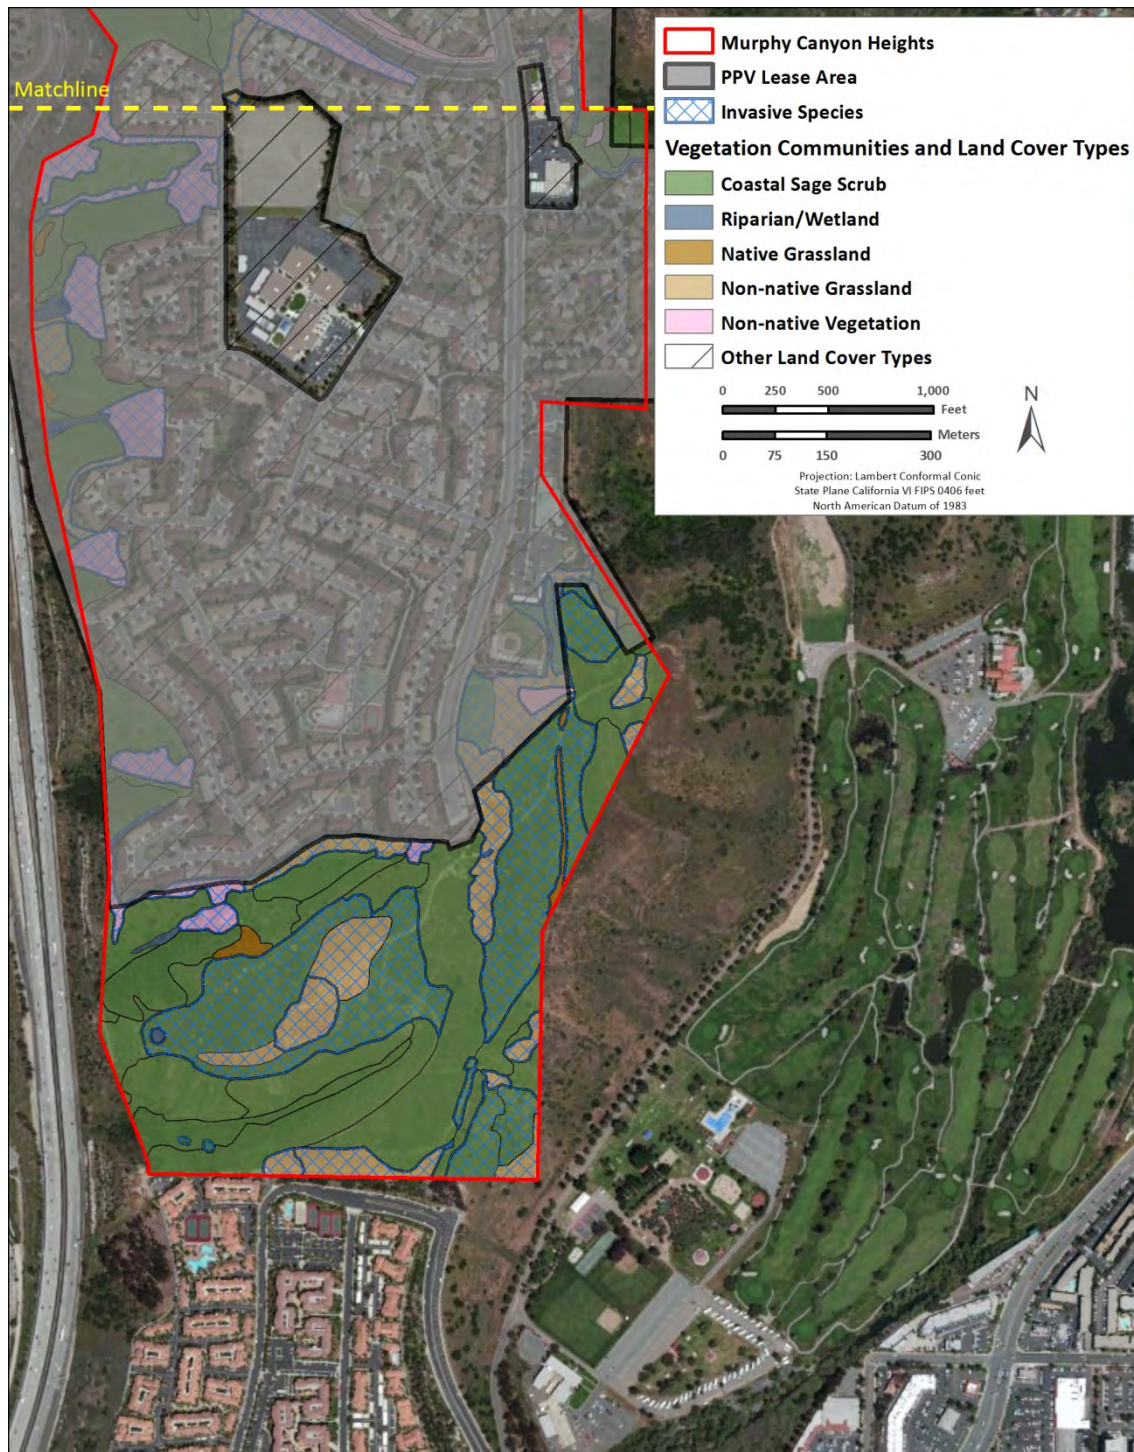 Matchline
Murphy Canyon Heights
PPV Lease Area
Invasive Species
Vegetation Communities and Land Cover Types
Coastal Sage Scrub
Riparian/Wetland
Native Grassland
Non-native Grassland
Non-native Vegetation
Other Land Cover Types
0 250 500 1,000
Feet
Meters
0 75 150 300
N
Projection: Lambert Conformal Conic
State Plane California VI FIPS 0406 feet
North American Datum of 1983